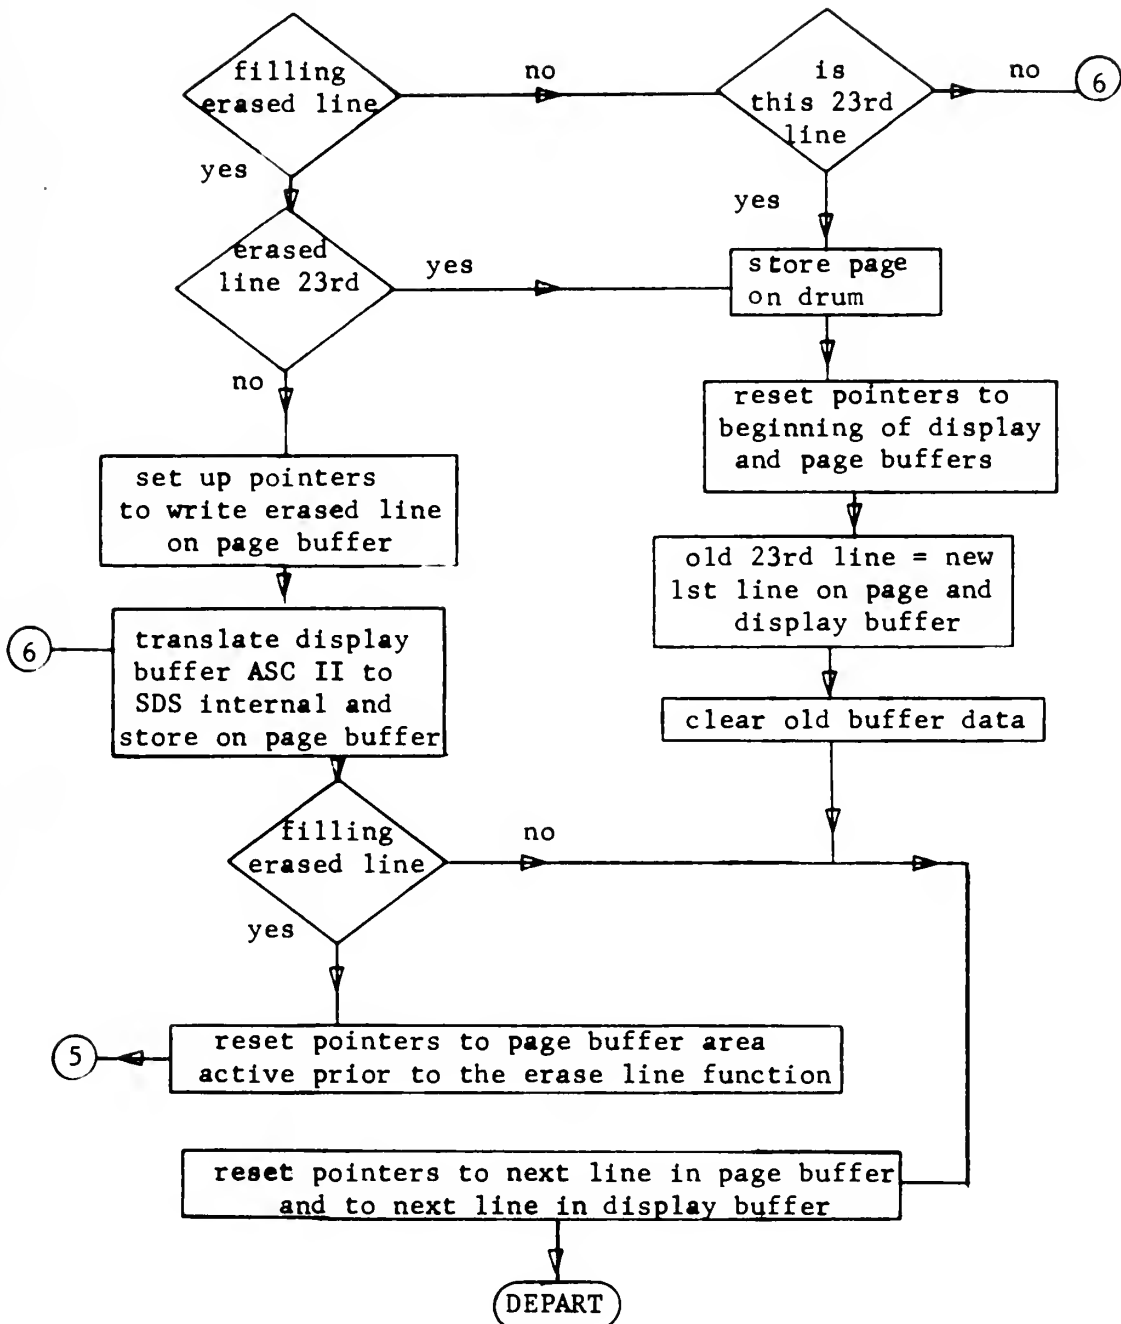 filling
erased line
no
is
this 23rd
line
no
6
yes
yes
erased
line 23rd
yes
store page
on drum
no
reset pointers to
beginning of display
and page buffers
set up pointers
to write erased line
on page buffer
old 23rd line = new
1st line on page and
display buffer
6
translate display
buffer ASC II to
SDS internal and
store on page buffer
clear old buffer data
filling
erased line
no
yes
5
reset pointers to page buffer area
active prior to the erase line function
reset pointers to next line in page buffer
and to next line in display buffer
DEPART